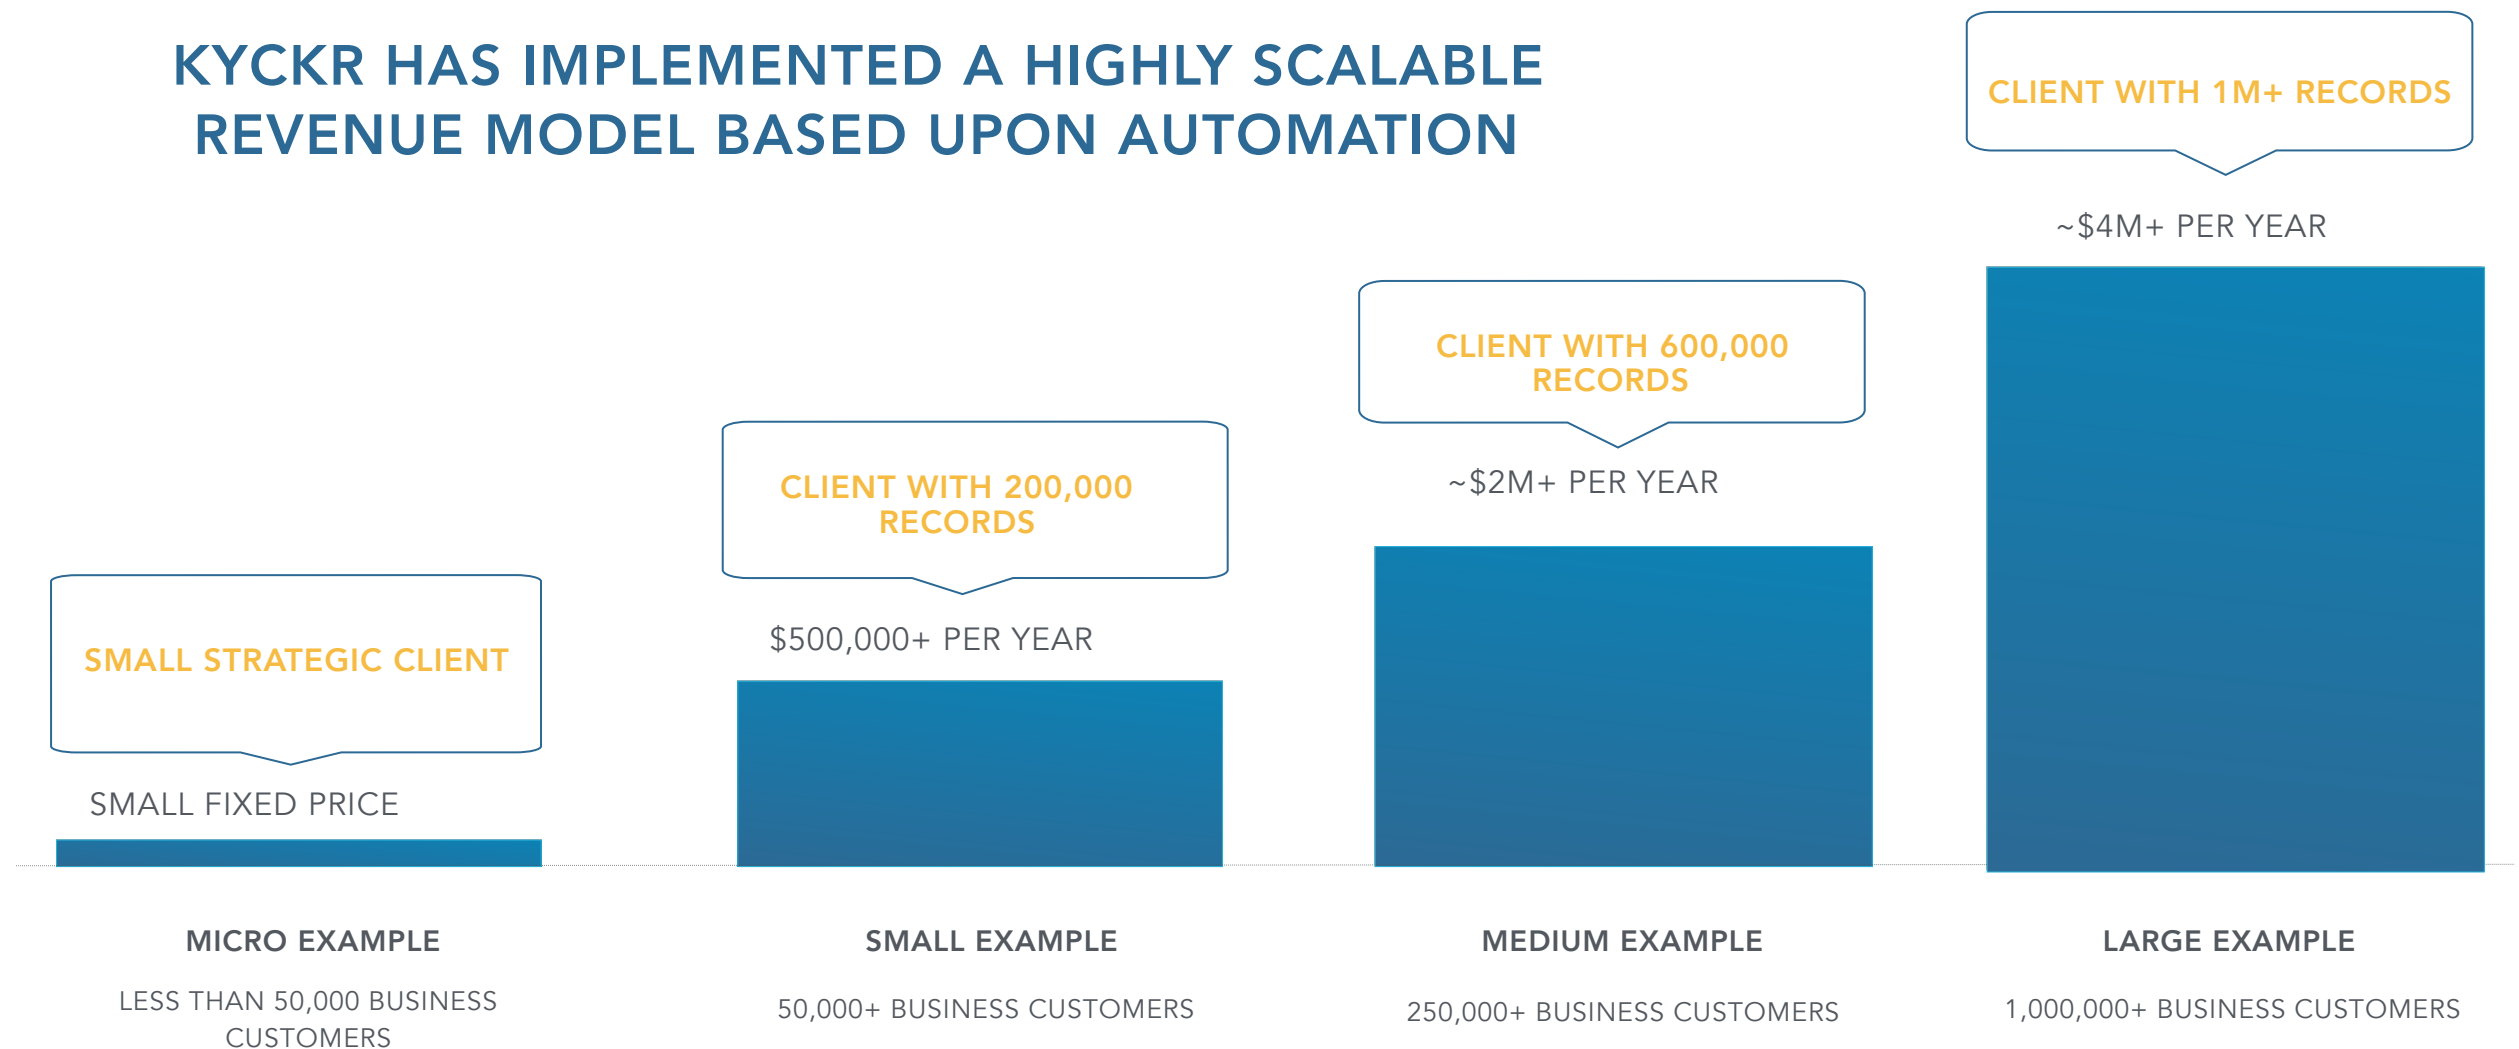 KYCKR HAS IMPLEMENTED A HIGHLY SCALABLE
REVENUE MODEL BASED UPON AUTOMATION
SMALL STRATEGIC CLIENT
SMALL FIXED PRICE
MICRO EXAMPLE
LESS THAN 50,000 BUSINESS
CUSTOMERS
CLIENT WITH 200,000
RECORDS
$500,000+ PER YEAR
SMALL EXAMPLE
50,000+ BUSINESS CUSTOMERS
CLIENT WITH 600,000
RECORDS
~$2M+ PER YEAR
MEDIUM EXAMPLE
250,000+ BUSINESS CUSTOMERS
CLIENT WITH 1M+ RECORDS
~$4M+ PER YEAR
LARGE EXAMPLE
1,000,000+ BUSINESS CUSTOMERS